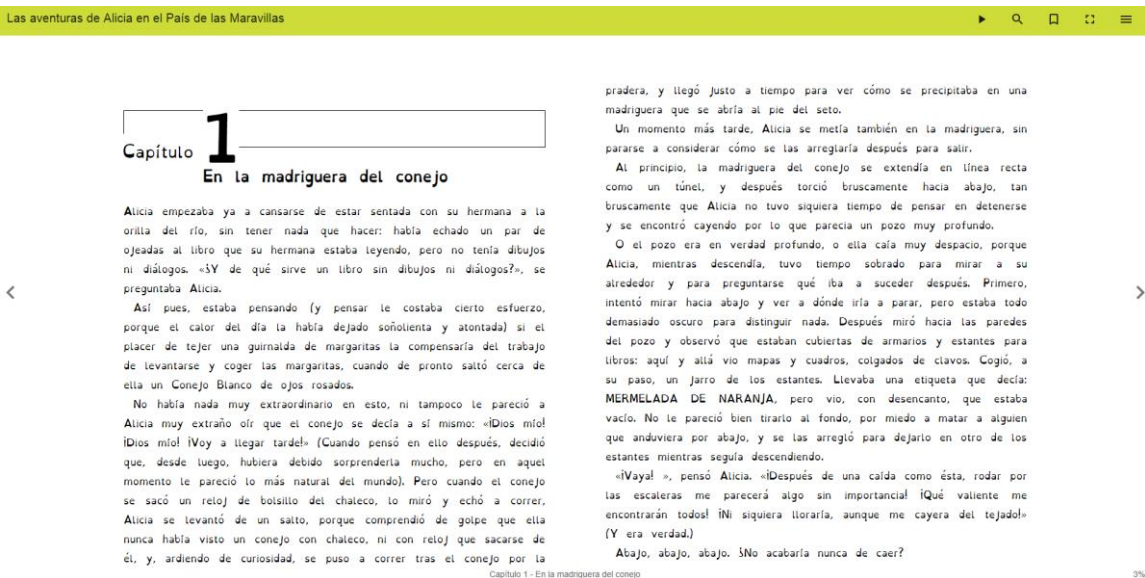 Las aventuras de Alicia en el País de las Maravillas
Capítulo 1
En la madriguera del conejo
Alicia empezaba ya a cansarse de estar sentada con su hermana a la
orilla del río, sin tener nada que hacer: había echado un par de
ojeadas al libro que su hermana estaba leyendo, pero no tenía dibujos
ni diálogos. «¿Y de qué sirve un libro sin dibujos ni diálogos?», se
preguntaba Alicia.
Así pues, estaba pensando (y pensar le costaba cierto esfuerzo,
porque el calor del día la había dejado soñolienta y atontada) si el
placer de tejer una guirnalda de margaritas la compensaría del trabajo
de levantarse y coger las margaritas, cuando de pronto saltó cerca de
ella un Conejo Blanco de ojos rosados.
No había nada muy extraordinario en esto, ni tampoco le pareció a
Alicia muy extraño oír que el conejo se decía a sí mismo: «¡Dios mío!
¡Dios mío! ¡Voy a llegar tarde!» (Cuando pensó en ello después, decidió
que, desde luego, hubiera debido sorprenderla mucho, pero en aquel
momento le pareció lo más natural del mundo). Pero cuando el conejo
se sacó un reloj de bolsillo del chaleco, lo miró y echó a correr,
Alicia se levantó de un salto, porque comprendió de golpe que ella
nunca había visto un conejo con chaleco, ni con reloj que sacarse de
él, y, ardiendo de curiosidad, se puso a correr tras el conejo por la
pradera, y llegó justo a tiempo para ver cómo se precipitaba en una
madriguera que se abría al pie del seto.
Un momento más tarde, Alicia se metía también en la madriguera, sin
pararse a considerar cómo se las arreglaría después para salir.
Al principio, la madriguera del conejo se extendía en línea recta
como un túnel, y después torció bruscamente hacia abajo, tan
bruscamente que Alicia no tuvo siquiera tiempo de pensar en detenerse
y se encontró cayendo por lo que parecia un pozo muy profundo.
O el pozo era en verdad profundo, o ella caía muy despacio, porque
Alicia, mientras descendía, tuvo tiempo sobrado para mirar a su
alrededor y para preguntarse qué iba a suceder después. Primero,
intentó mirar hacia abajo y ver a dónde iría a parar, pero estaba todo
demasiado oscuro para distinguir nada. Después miró hacia las paredes
del pozo y observó que estaban cubiertas de armarios y estantes para
libros: aquí y allá vio mapas y cuadros, colgados de clavos. Cogió, a
su paso, un jarro de los estantes. Llevaba una etiqueta que decía:
MERMELADA DE NARANJA, pero vio, con desencanto, que estaba
vacío. No le pareció bien tirarlo al fondo, por miedo a matar a alguien
que anduviera por abajo, y se las arregló para dejarlo en otro de los
estantes mientras seguía descendiendo.
«¡Vaya! », pensó Alicia. «¡Después de una caída como ésta, rodar por
las escaleras me parecerá algo sin importancia! ¡Qué valiente me
encontrarán todos! ¡Ni siquiera lloraría, aunque me cayera del tejado!»
(Y era verdad.)
Abajo, abajo, abajo. ¿No acabaría nunca de caer?
Capítulo 1 - En la madriguera del conejo
3%